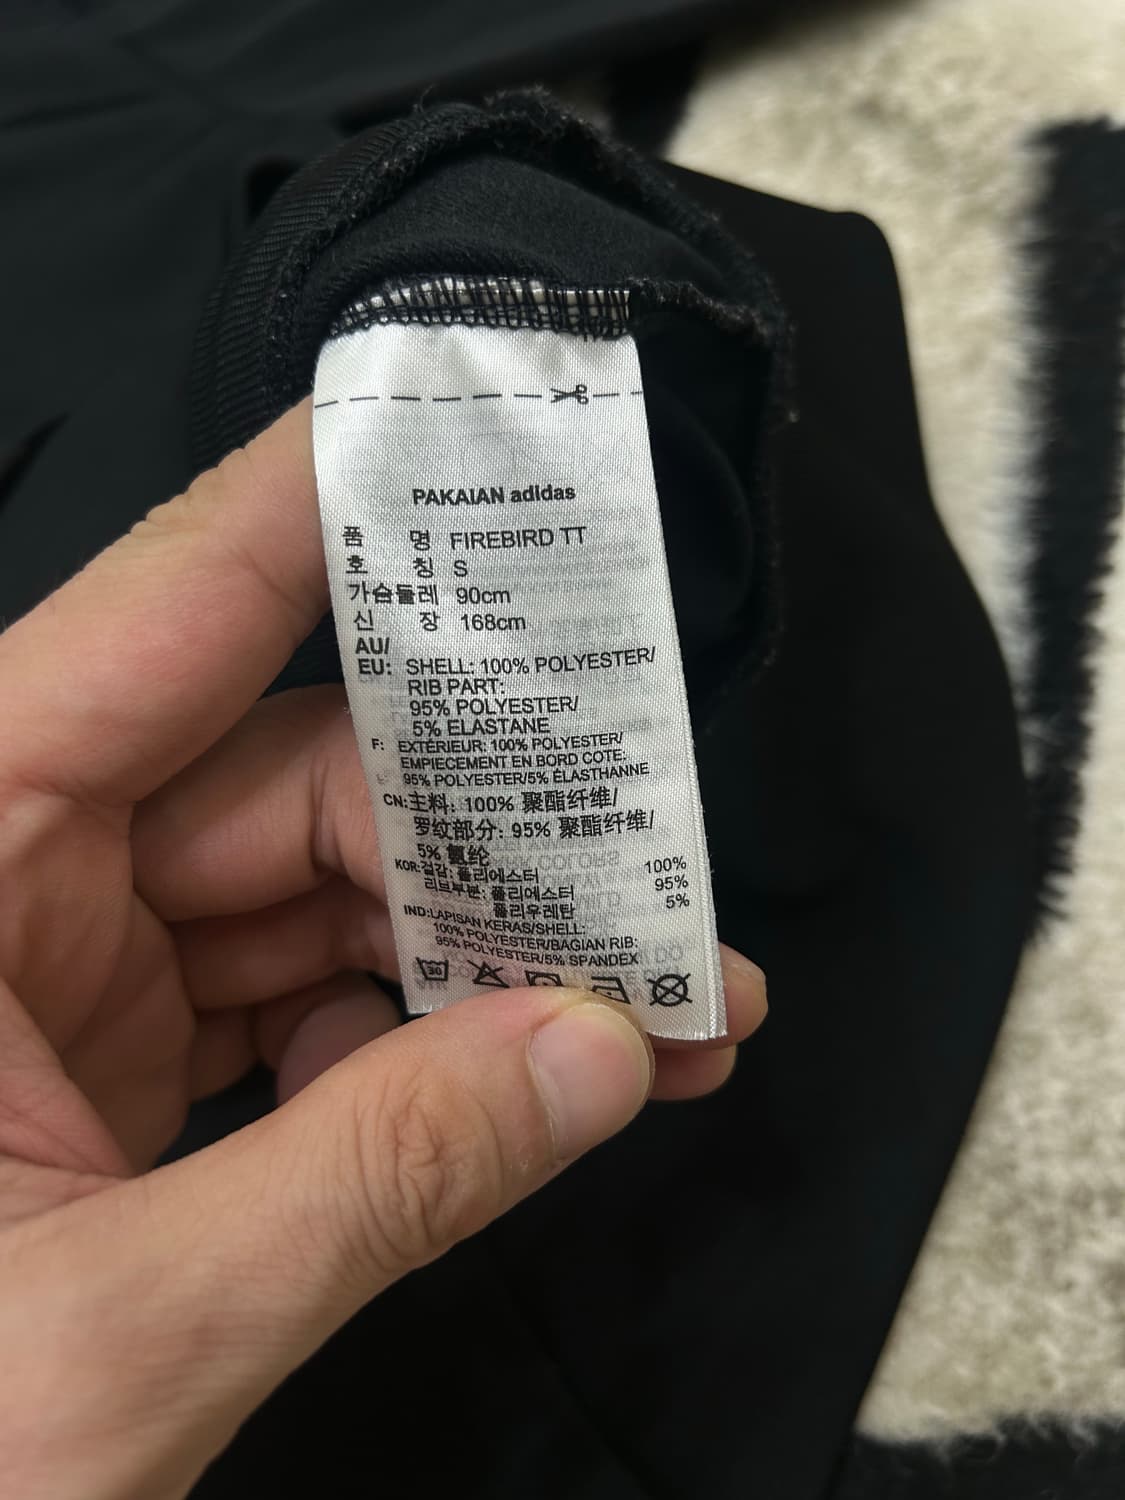 PAKAIAN adidas
품 명 FIREBIRD TT
호 칭 S
가슴둘레 90cm
신 장 168cm
AU/
EU: SHELL: 100% POLYESTER/
RIB PART:
95% POLYESTER/
5% ELASTANE
F: EXTÉRIEUR: 100% POLYESTER/
EMPIECEMENT EN BORD COTE:
95% POLYESTER/5% ÉLASTHANNE
CN:主料: 100% 聚酯纤维/
罗纹部分: 95% 聚酯纤维/
5% 氨纶
KOR:겉감: 폴리에스터 100%
리브부분: 폴리에스터 95%
폴리우레탄 5%
IND:LAPISAN KERAS/SHELL:
100% POLYESTER/BAGIAN RIB:
95% POLYESTER/5% SPANDEX
30